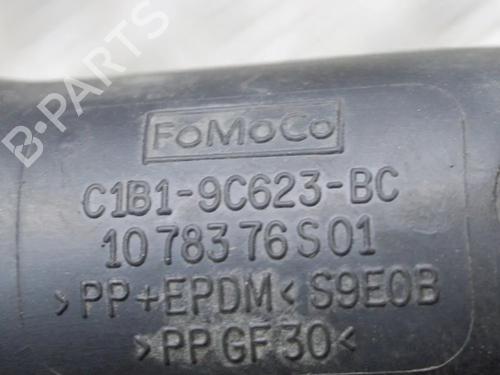 B-PARTS
FoMoCo
C1B1-9C623-BC
10 783 76 S01
>PP+EPDM< S9E0B
>PP GF 30<